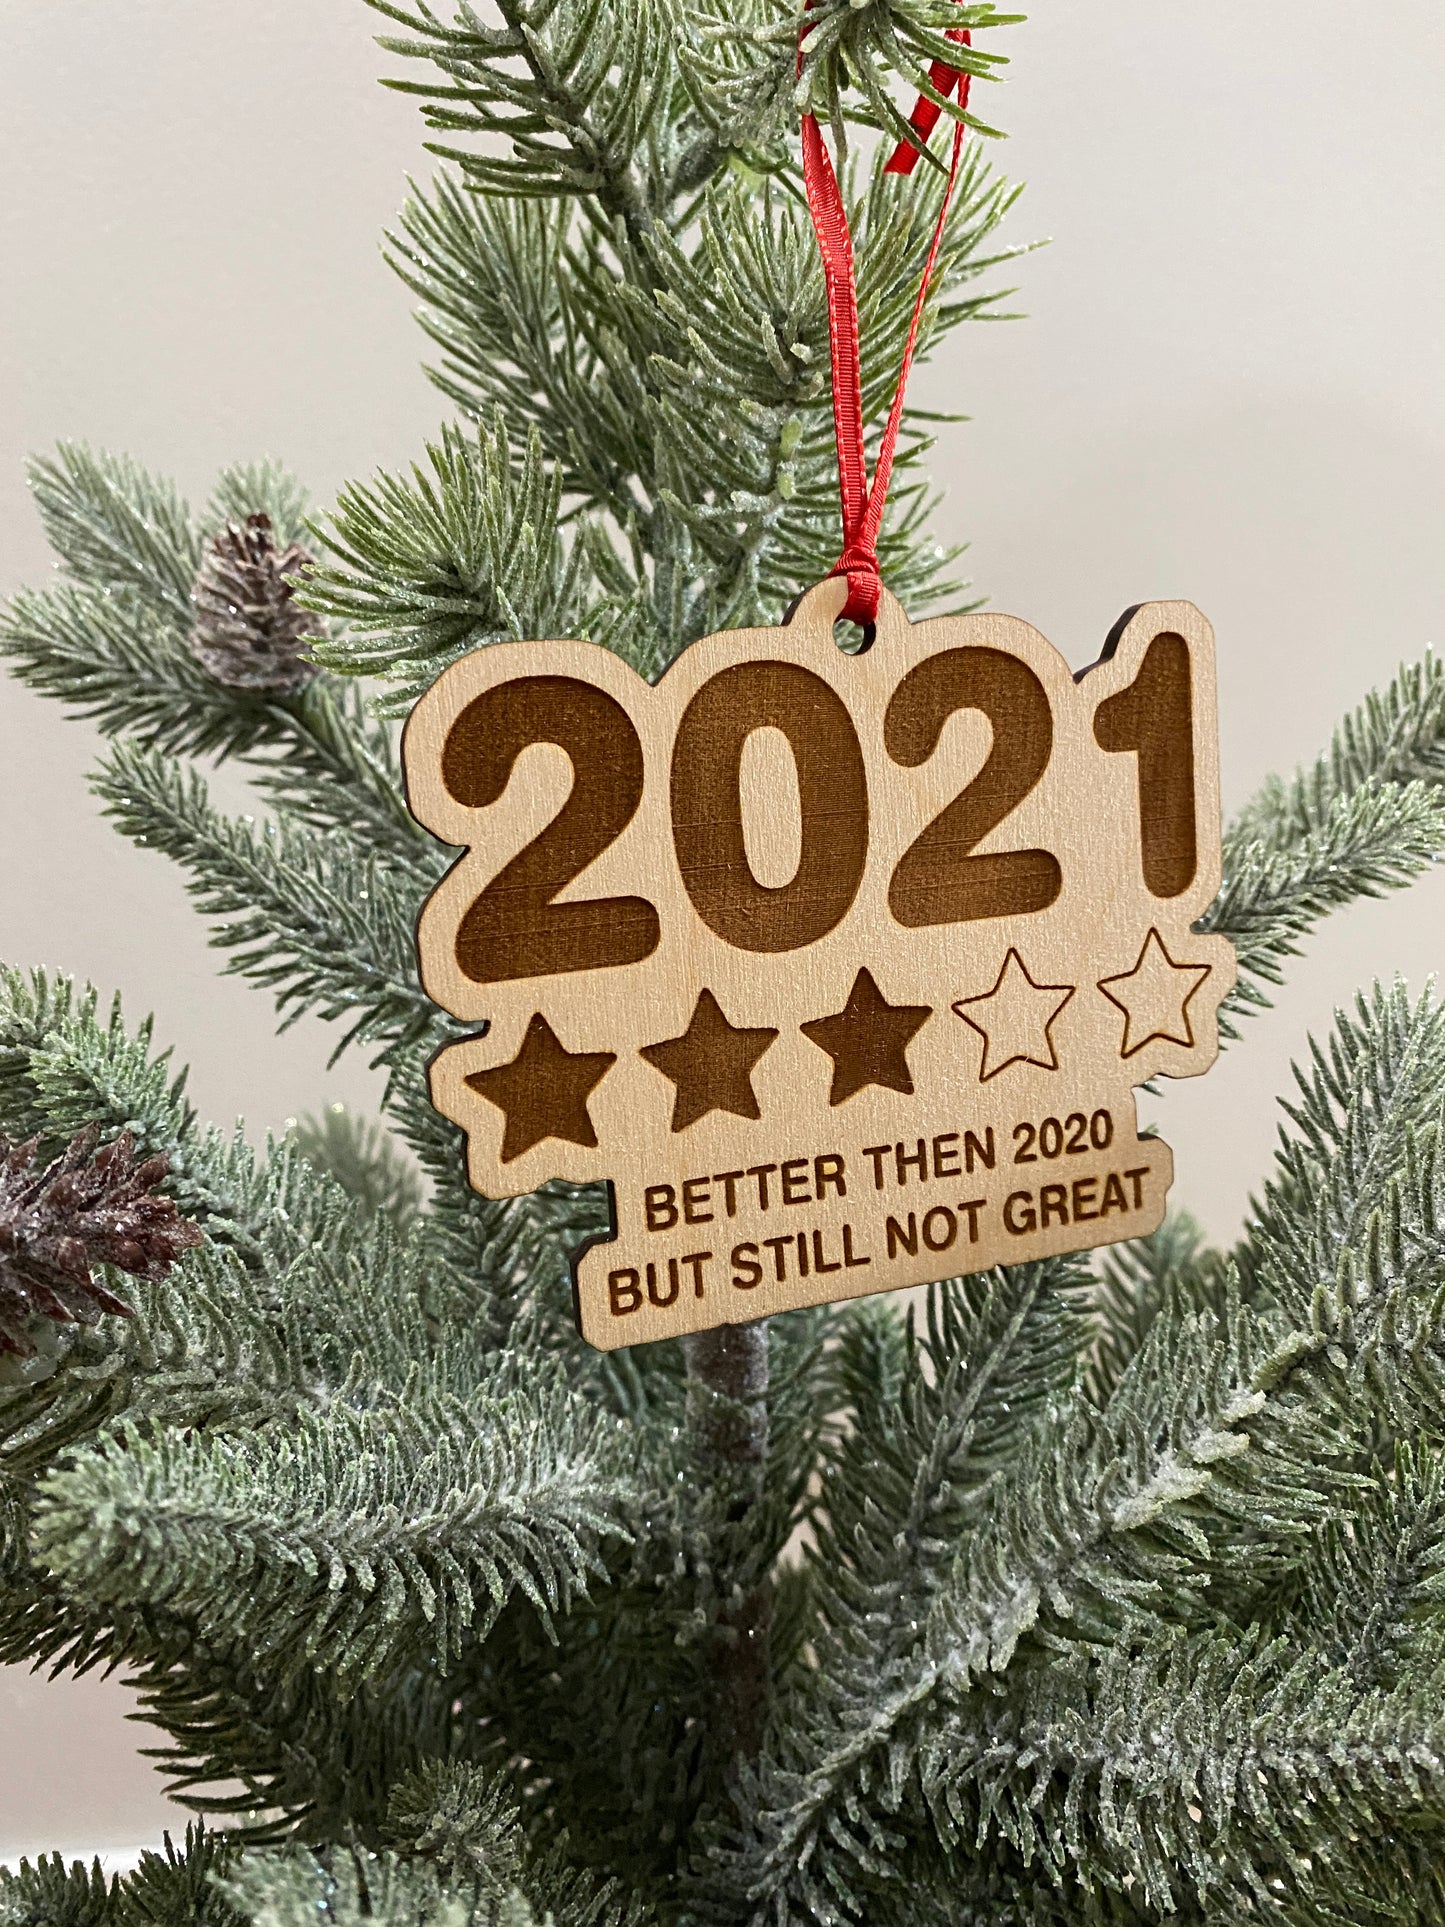 2021
BETTER THEN 2020
BUT STILL NOT GREAT